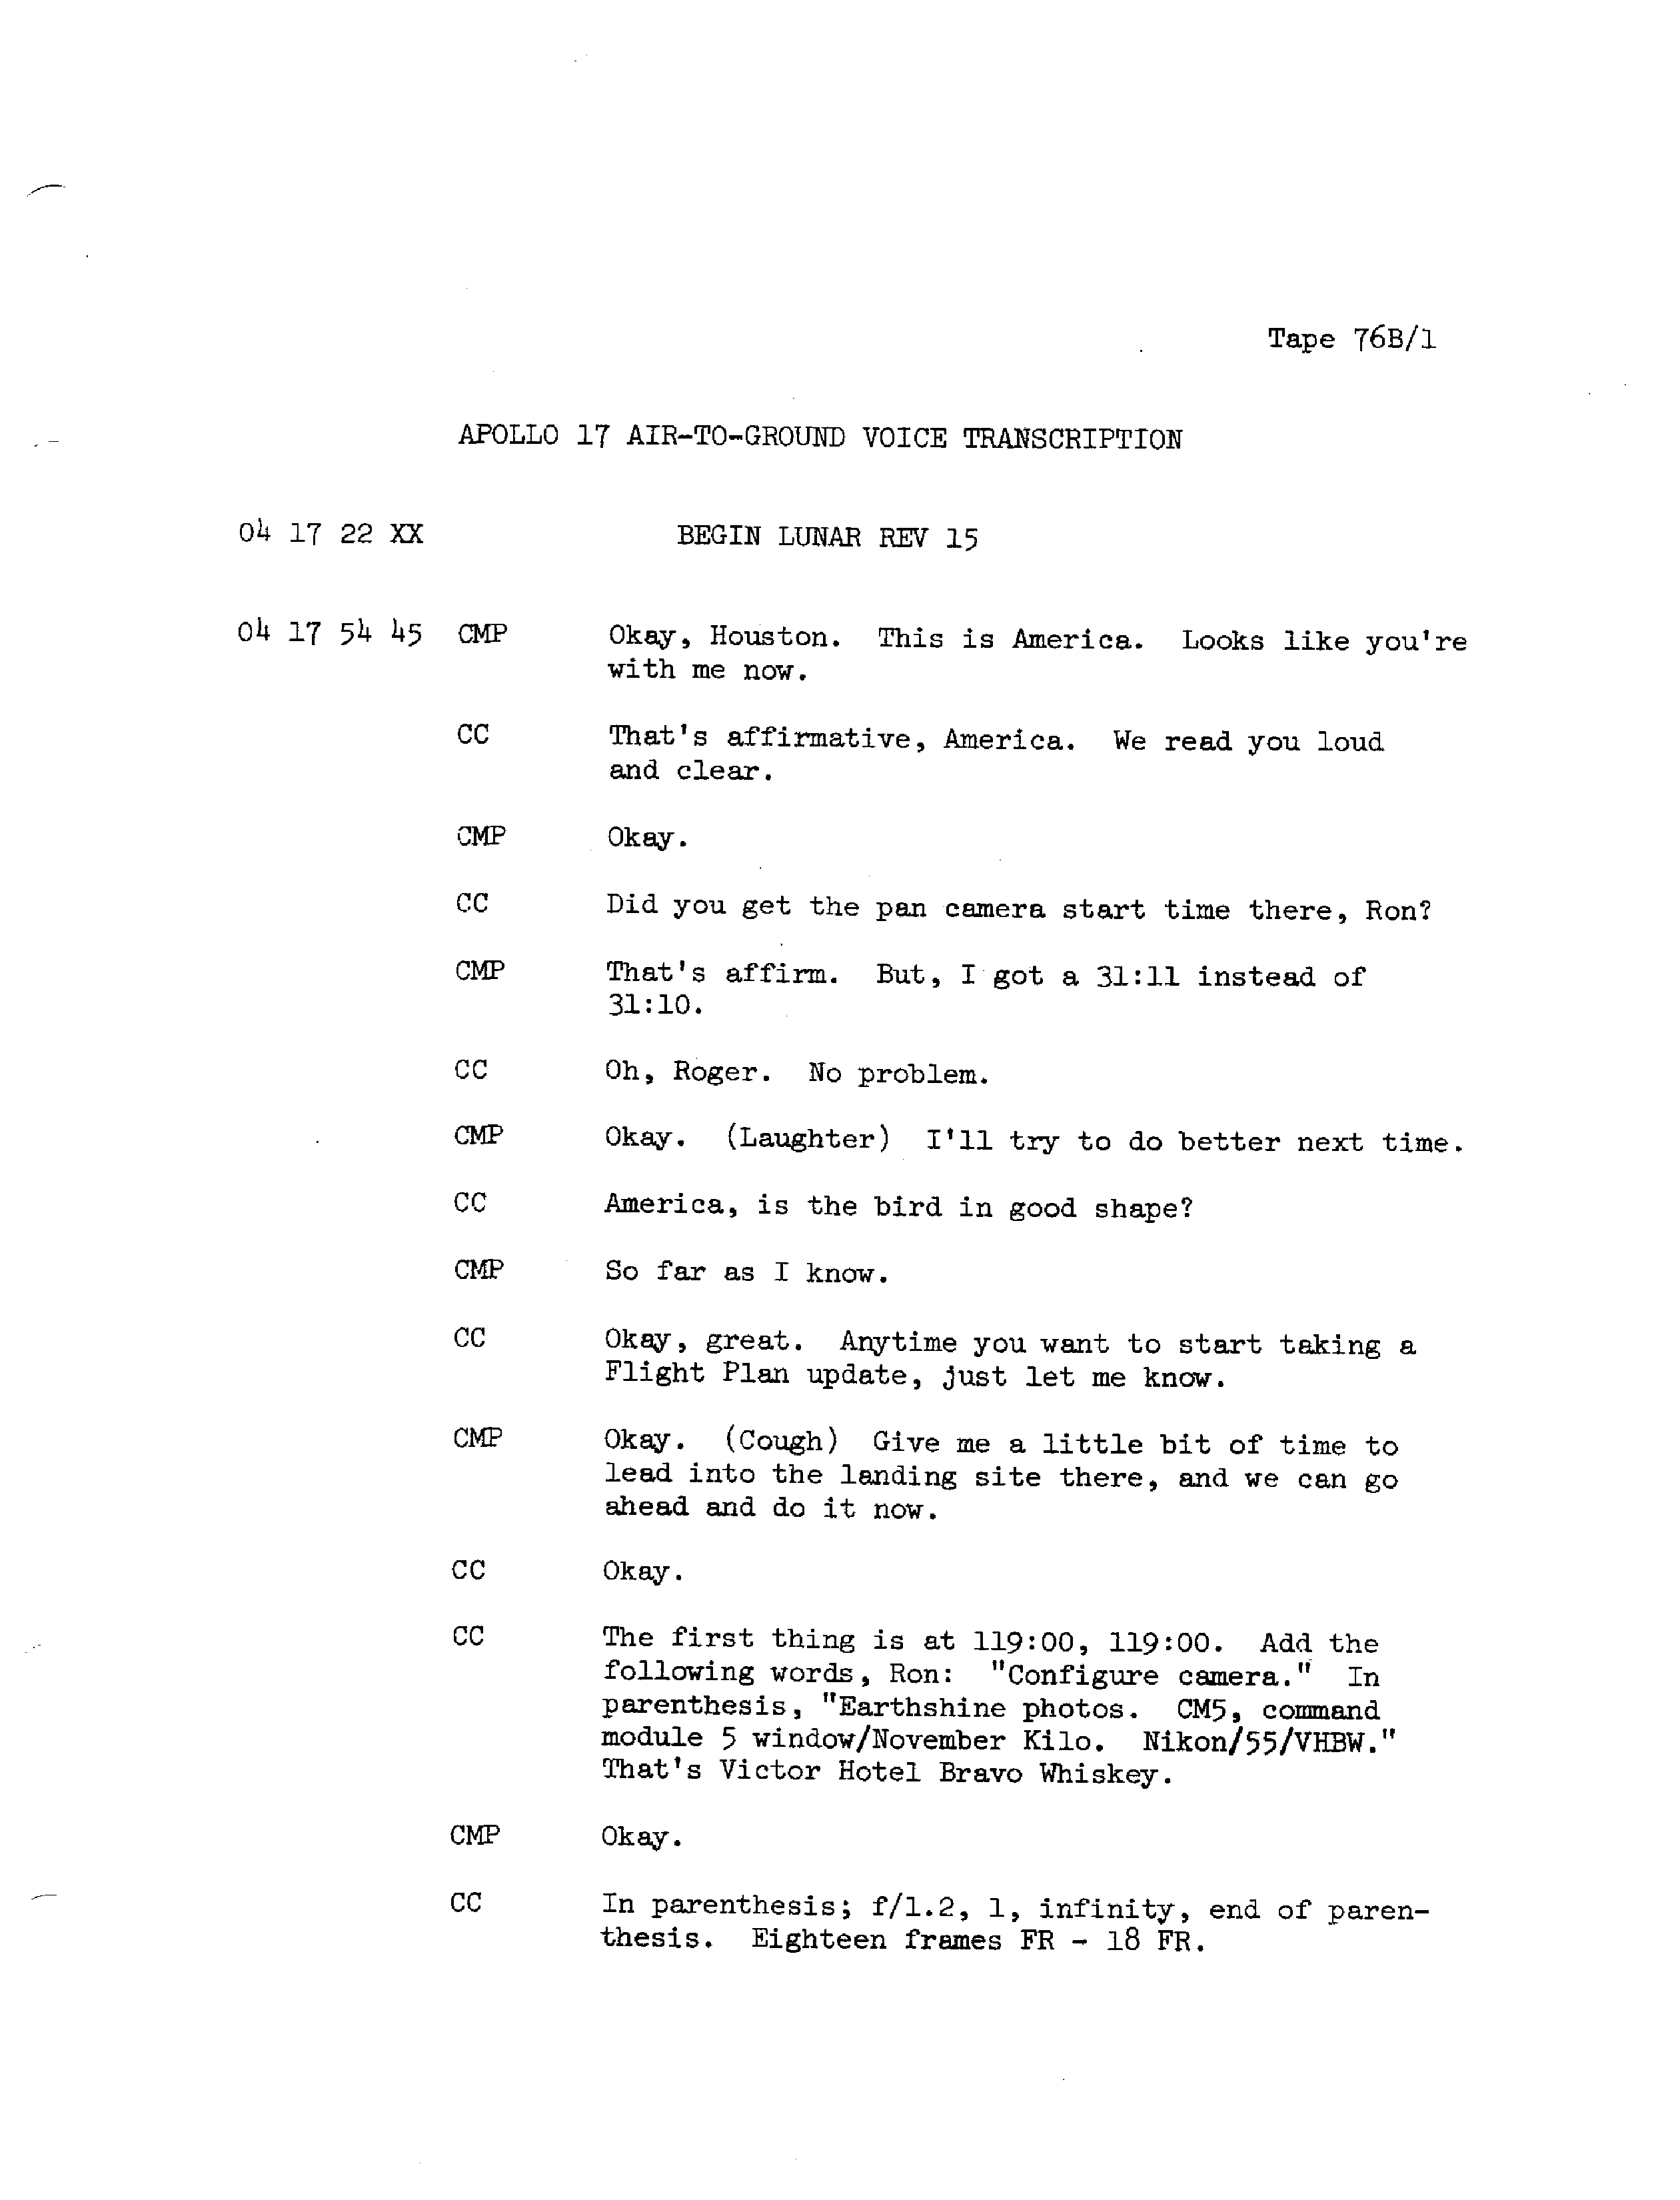 Tape 76B/1
APOLLO 17 AIR-TO-GROUND VOICE TRANSCRIPTION
04 17 22 XX BEGIN LUNAR REV 15
04 17 54 45 CMP Okay, Houston. This is America. Looks like you're
with me now.
CC That's affirmative, America. We read you loud
and clear.
CMP Okay.
CC Did you get the pan camera start time there, Ron?
CMP That's affirm. But, I got a 31:11 instead of
31:10.
CC Oh, Roger. No problem.
CMP Okay. (Laughter) I'll try to do better next time.
CC America, is the bird in good shape?
CMP So far as I know.
CC Okay, great. Anytime you want to start taking a
Flight Plan update, just let me know.
CMP Okay. (Cough) Give me a little bit of time to
lead into the landing site there, and we can go
ahead and do it now.
CC Okay.
CC The first thing is at 119:00, 119:00. Add the
following words, Ron: "Configure camera." In
parenthesis, "Earthshine photos. CM5, command
module 5 window/November Kilo. Nikon/55/VHBW."
That's Victor Hotel Bravo Whiskey.
CMP Okay.
CC In parenthesis; f/1.2, 1, infinity, end of paren-
thesis. Eighteen frames FR - 18 FR.